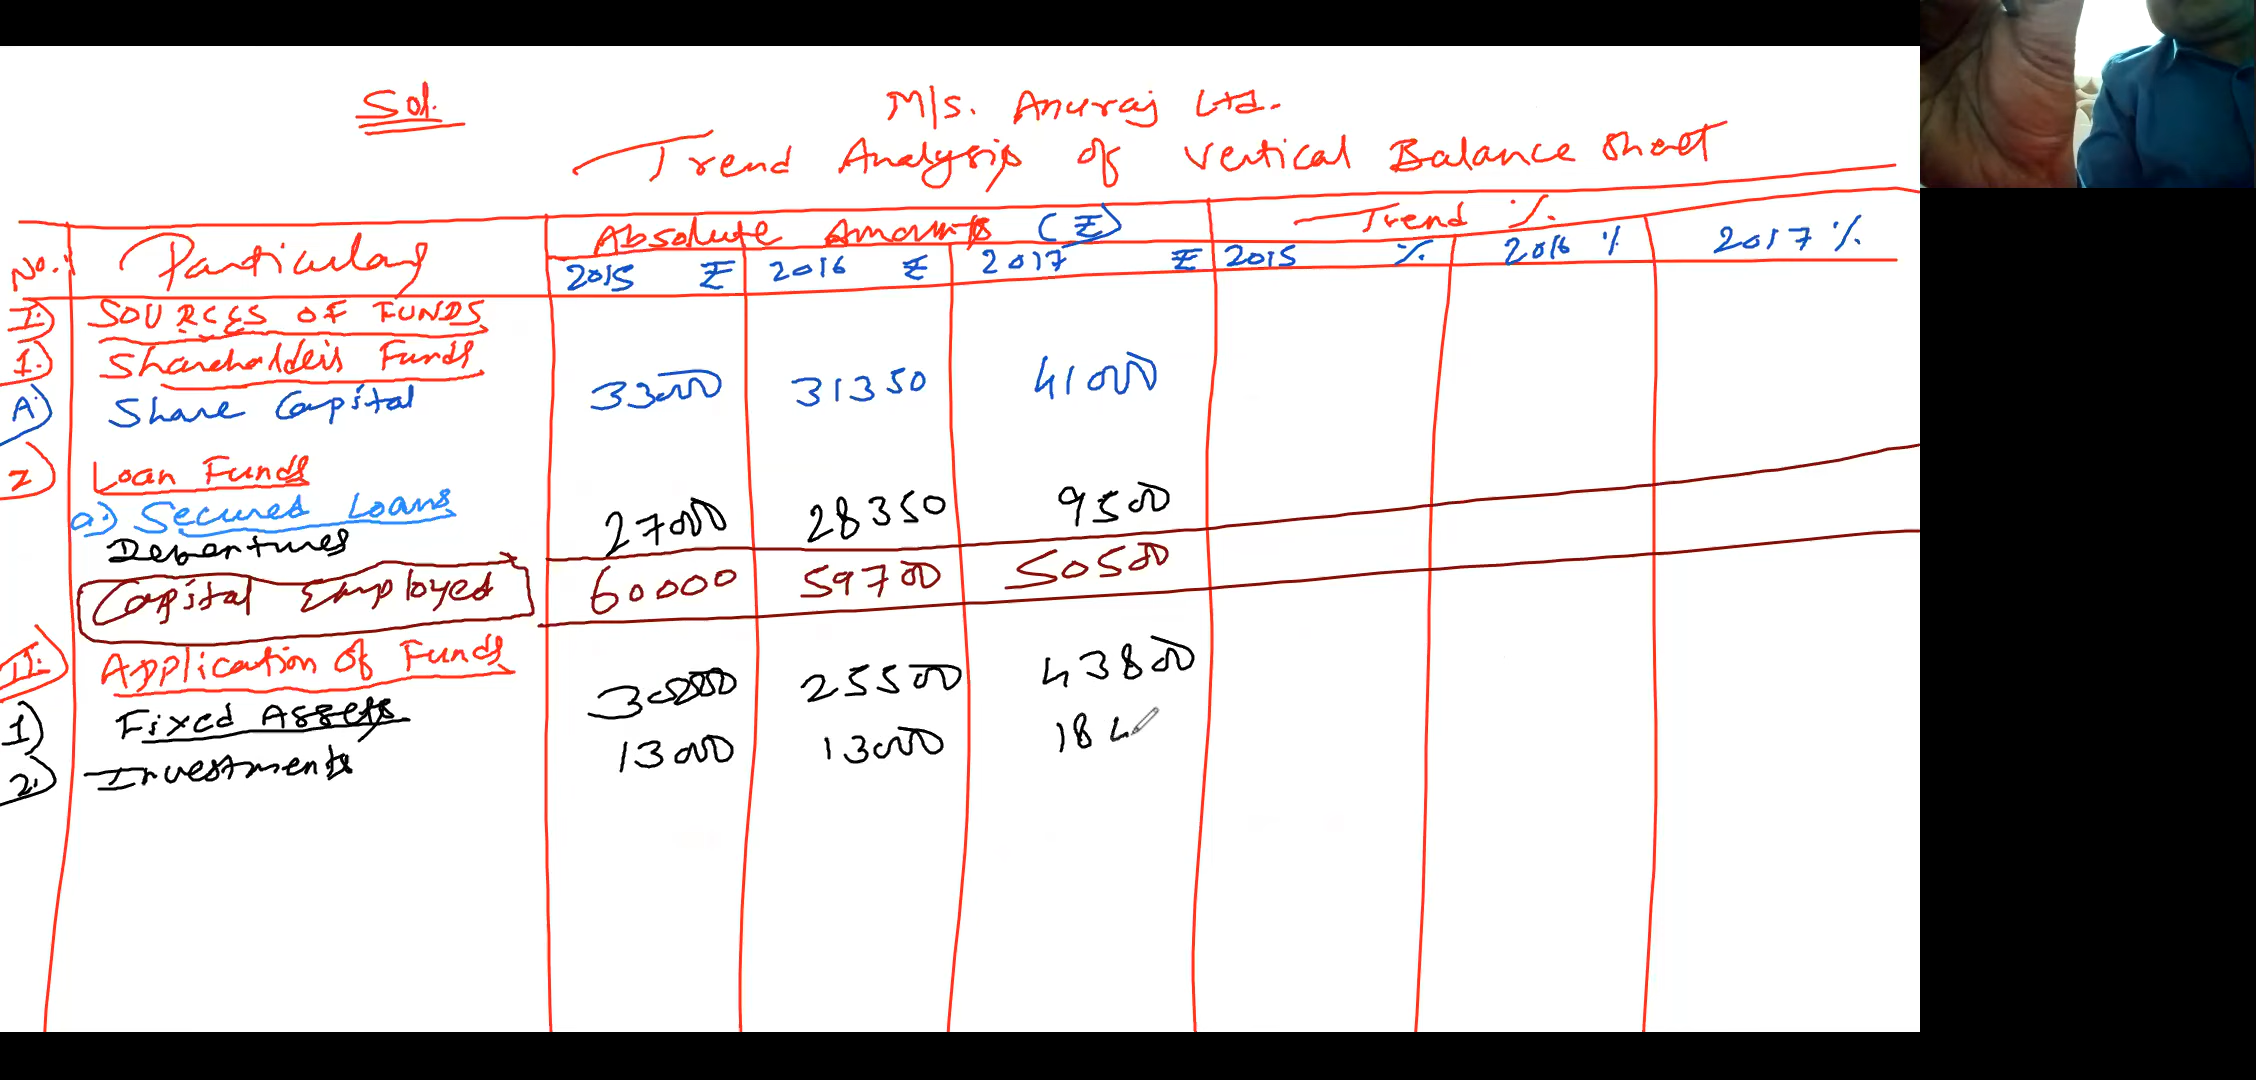 Sol.
M/s. Anuraj Ltd.
Trend Analysis of Vertical Balance Sheet
No. Particulars Absolute Amounts (₹) Trend %
2015 ₹ 2016 ₹ 2017 ₹ 2015 % 2016 % 2017 %
I) SOURCES OF FUNDS
1.) Shareholder's Funds
A) Share Capital 33000 31350 41000
2) Loan Funds
a.) Secured Loans
Debentures 27000 28350 9500
Capital Employed 60000 59700 50500
II.) Application Of Funds
1) Fixed Assets 30000 25500 43800
2.) Investments 13000 13000 184